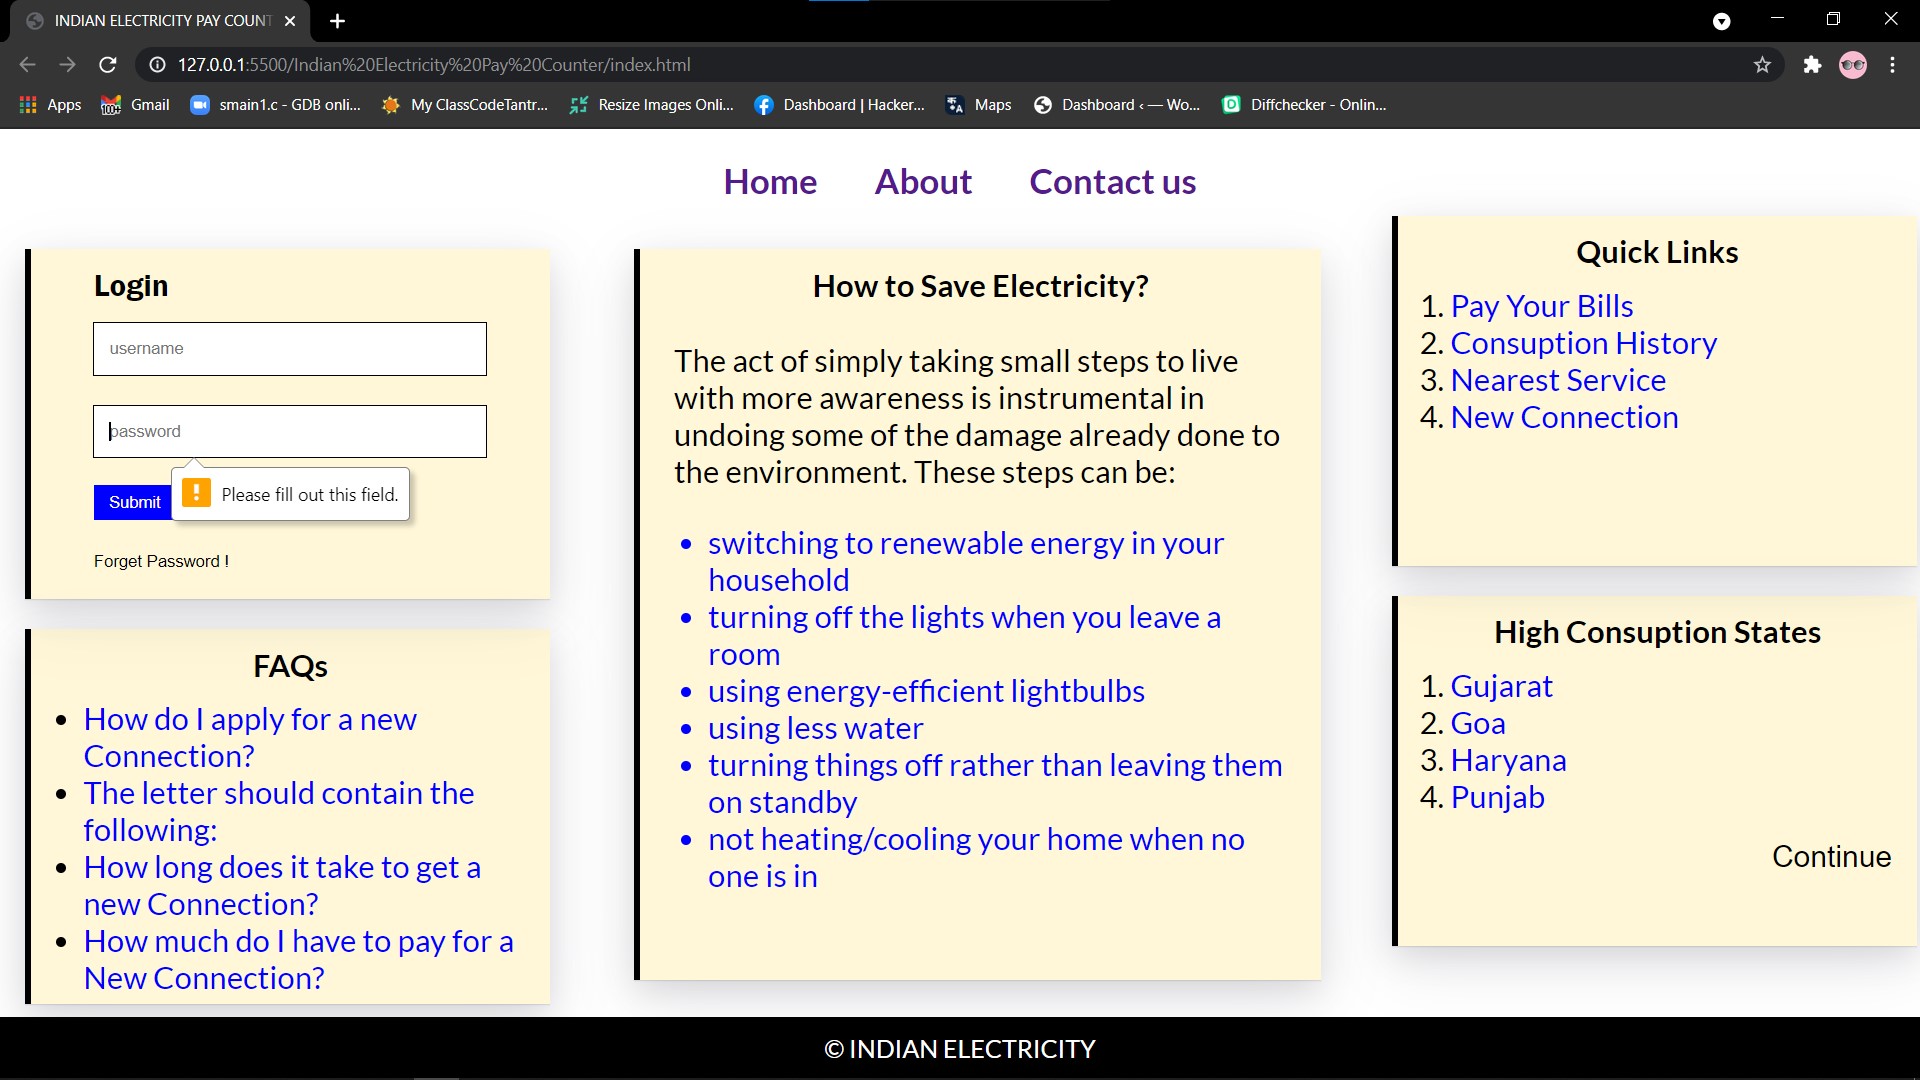 INDIAN ELECTRICITY PAY COUNT
127.0.0.1:5500/Indian%20Electricity%20Pay%20Counter/index.html
Apps
Gmail
smain1.c - GDB onli...
My ClassCodeTantr...
Resize Images Onli...
Dashboard | Hacker...
Maps
Dashboard ‹ — Wo...
Diffchecker - Onlin...
Home
About
Contact us
Login
username
password
Please fill out this field.
Submit
Forget Password !
FAQs
• How do I apply for a new
Connection?
• The letter should contain the
following:
• How long does it take to get a
new Connection?
• How much do I have to pay for a
New Connection?
How to Save Electricity?
The act of simply taking small steps to live
with more awareness is instrumental in
undoing some of the damage already done to
the environment. These steps can be:
• switching to renewable energy in your
household
• turning off the lights when you leave a
room
• using energy-efficient lightbulbs
• using less water
• turning things off rather than leaving them
on standby
• not heating/cooling your home when no
one is in
Quick Links
1. Pay Your Bills
2. Consuption History
3. Nearest Service
4. New Connection
High Consuption States
1. Gujarat
2. Goa
3. Haryana
4. Punjab
Continue
© INDIAN ELECTRICITY